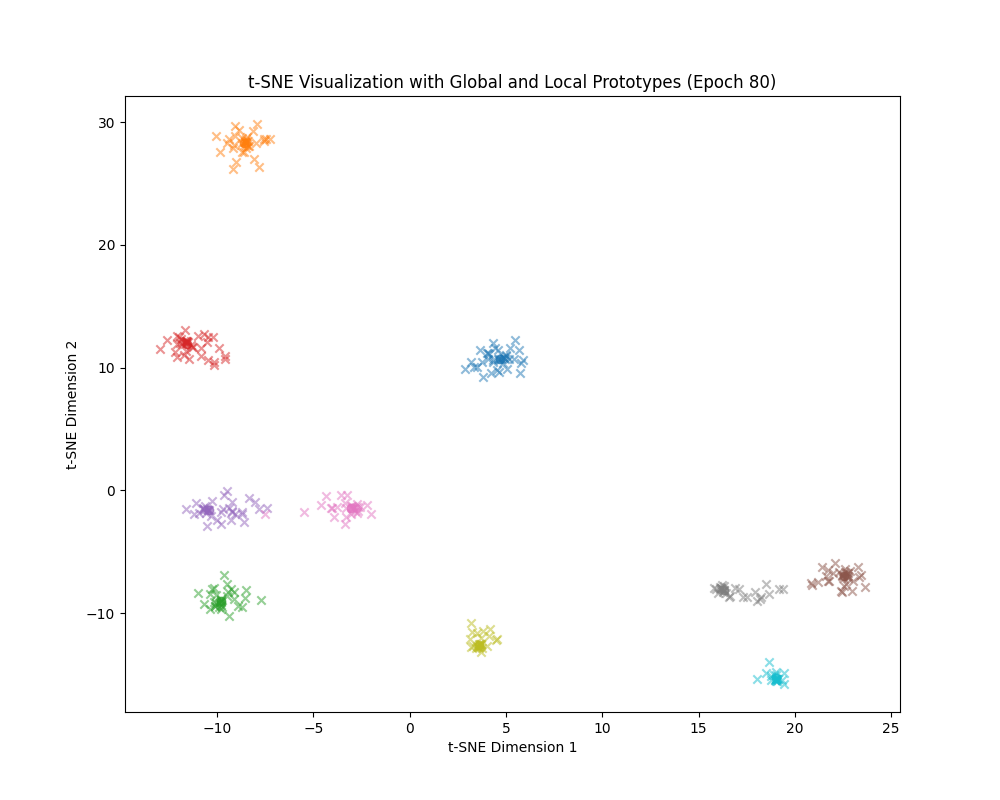 t-SNE Visualization with Global and Local Prototypes (Epoch 80)
30
20
10
0
−10
t-SNE Dimension 2
−10 −5 0 5 10 15 20 25
t-SNE Dimension 1